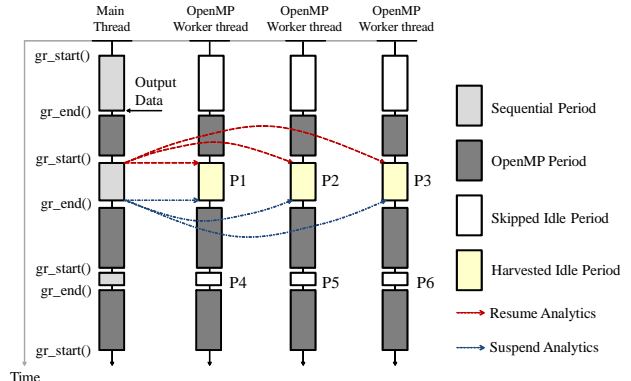 Main
Thread
OpenMP
Worker thread
OpenMP
Worker thread
OpenMP
Worker thread
gr_start()
Output
Data
gr_end()
gr_start()
P1
P2
P3
gr_end()
gr_start()
P4
P5
P6
gr_end()
gr_start()
Time
Sequential Period
OpenMP Period
Skipped Idle Period
Harvested Idle Period
Resume Analytics
Suspend Analytics